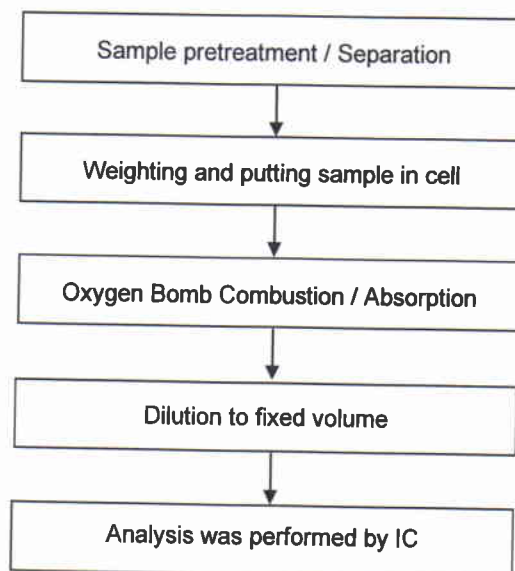 Sample pretreatment / Separation
Weighting and putting sample in cell
Oxygen Bomb Combustion / Absorption
Dilution to fixed volume
Analysis was performed by IC